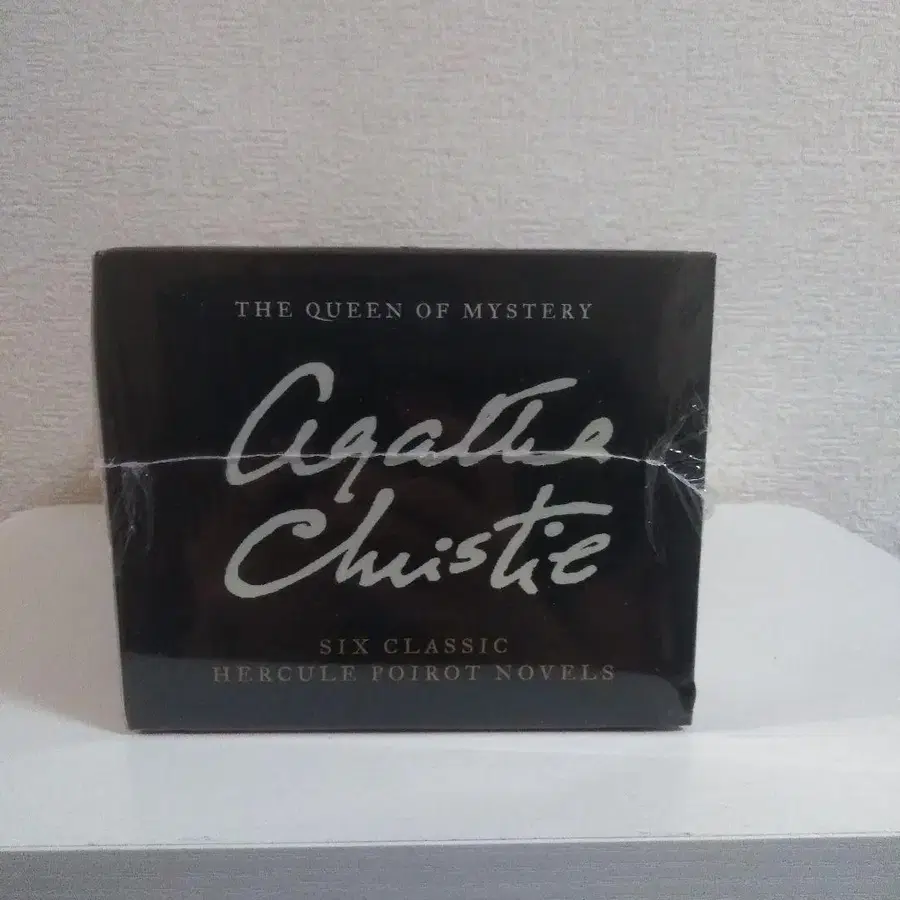 THE QUEEN OF MYSTERY
Agatha
Christie
SIX CLASSIC
HERCULE POIROT NOVELS